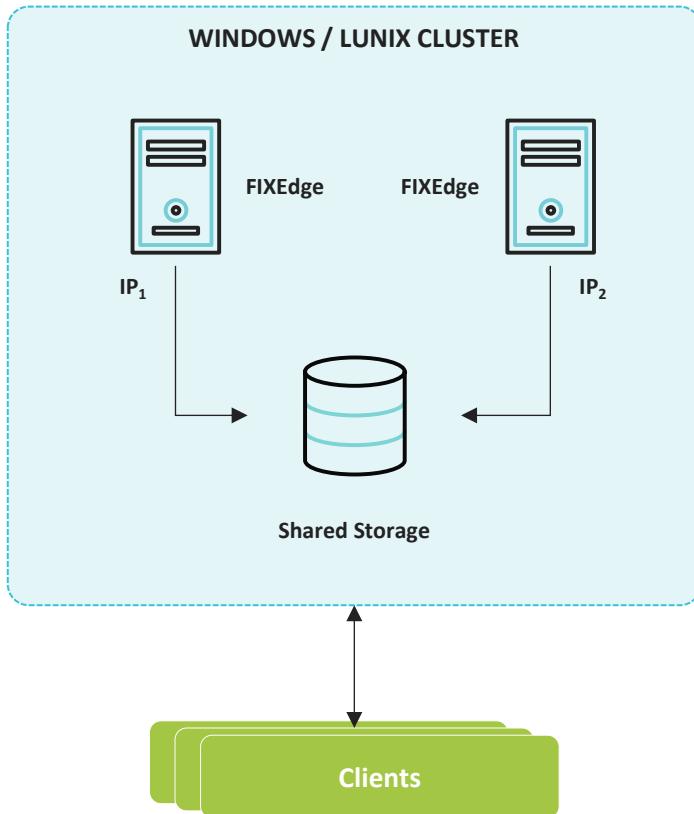 WINDOWS / LUNIX CLUSTER
FIXEdge
FIXEdge
IP₁
IP₂
Shared Storage
Clients